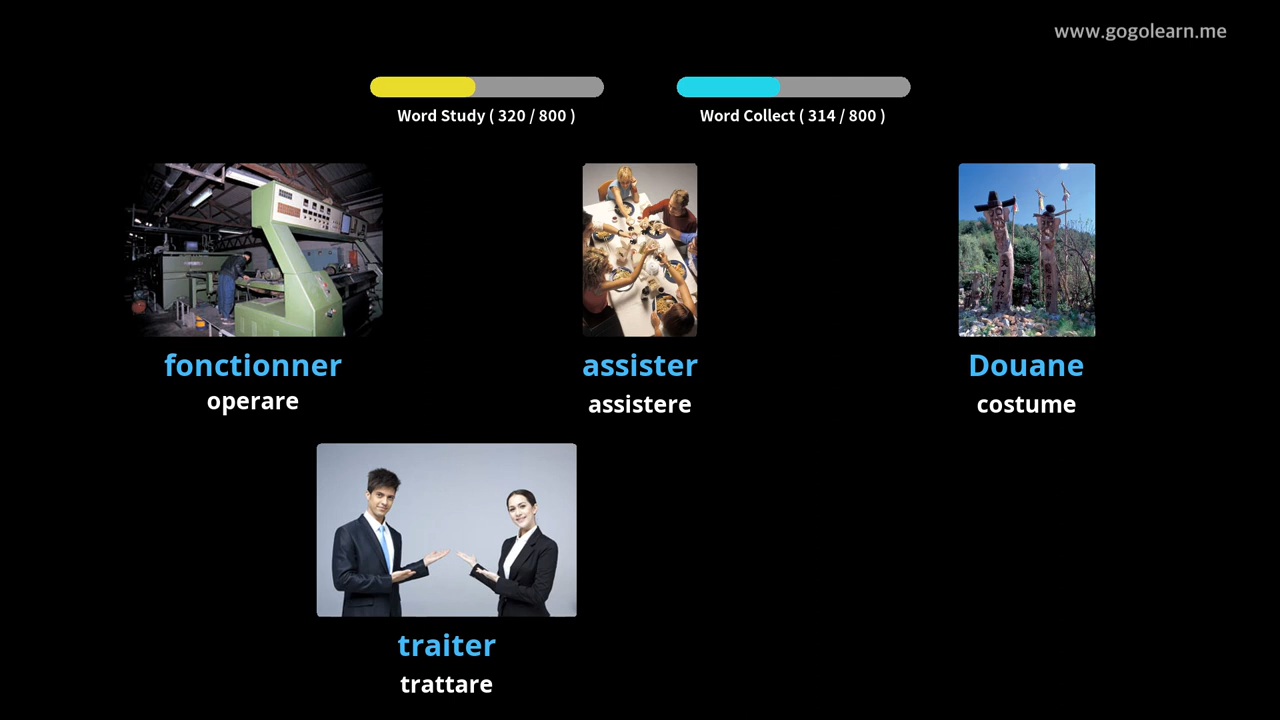 www.gogolearn.me
Word Study ( 320 / 800 )
Word Collect ( 314 / 800 )
fonctionner
operare
assister
assistere
Douane
costume
traiter
trattare